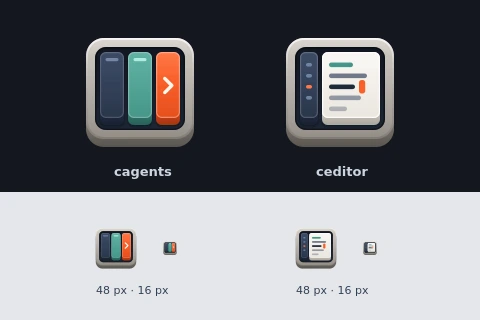 cagents
ceditor
48 px · 16 px
48 px · 16 px